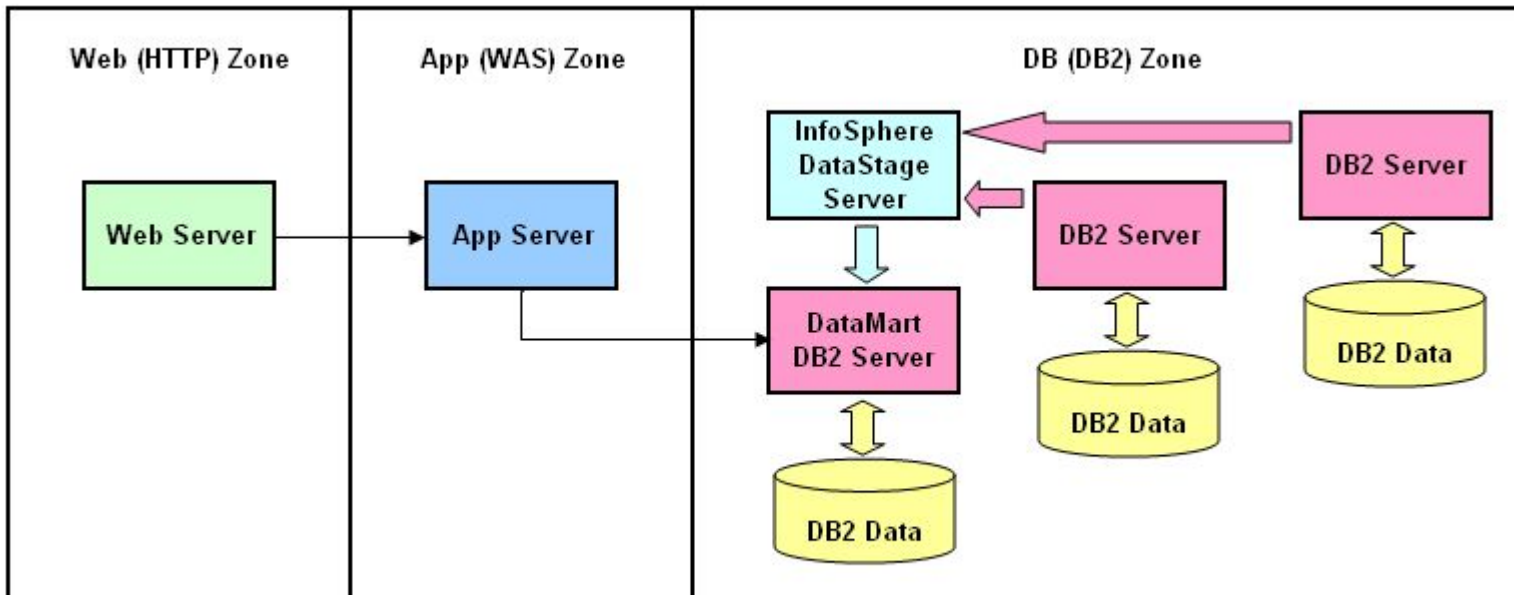 Web (HTTP) Zone
App (WAS) Zone
DB (DB2) Zone
Web Server
App Server
InfoSphere
DataStage
Server
DB2 Server
DB2 Server
DataMart
DB2 Server
DB2 Data
DB2 Data
DB2 Data